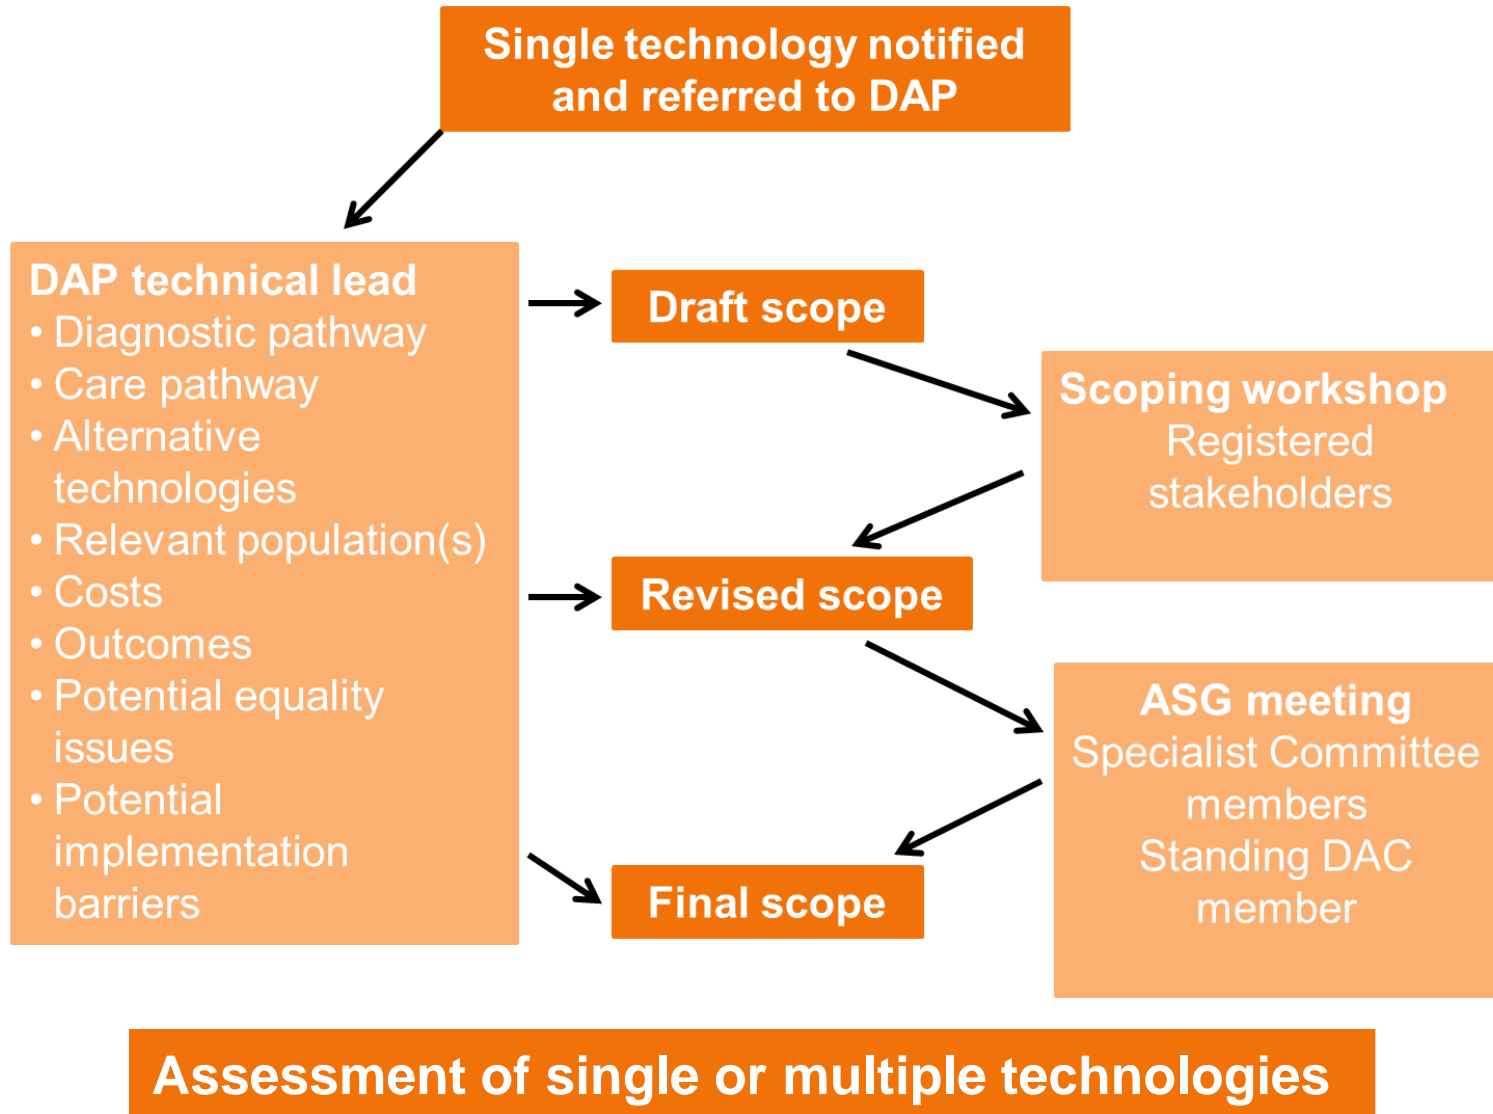 Single technology notified
and referred to DAP
DAP technical lead
• Diagnostic pathway
• Care pathway
• Alternative
technologies
• Relevant population(s)
• Costs
• Outcomes
• Potential equality
issues
• Potential
implementation
barriers
Draft scope
Scoping workshop
Registered
stakeholders
Revised scope
ASG meeting
Specialist Committee
members
Standing DAC
member
Final scope
Assessment of single or multiple technologies